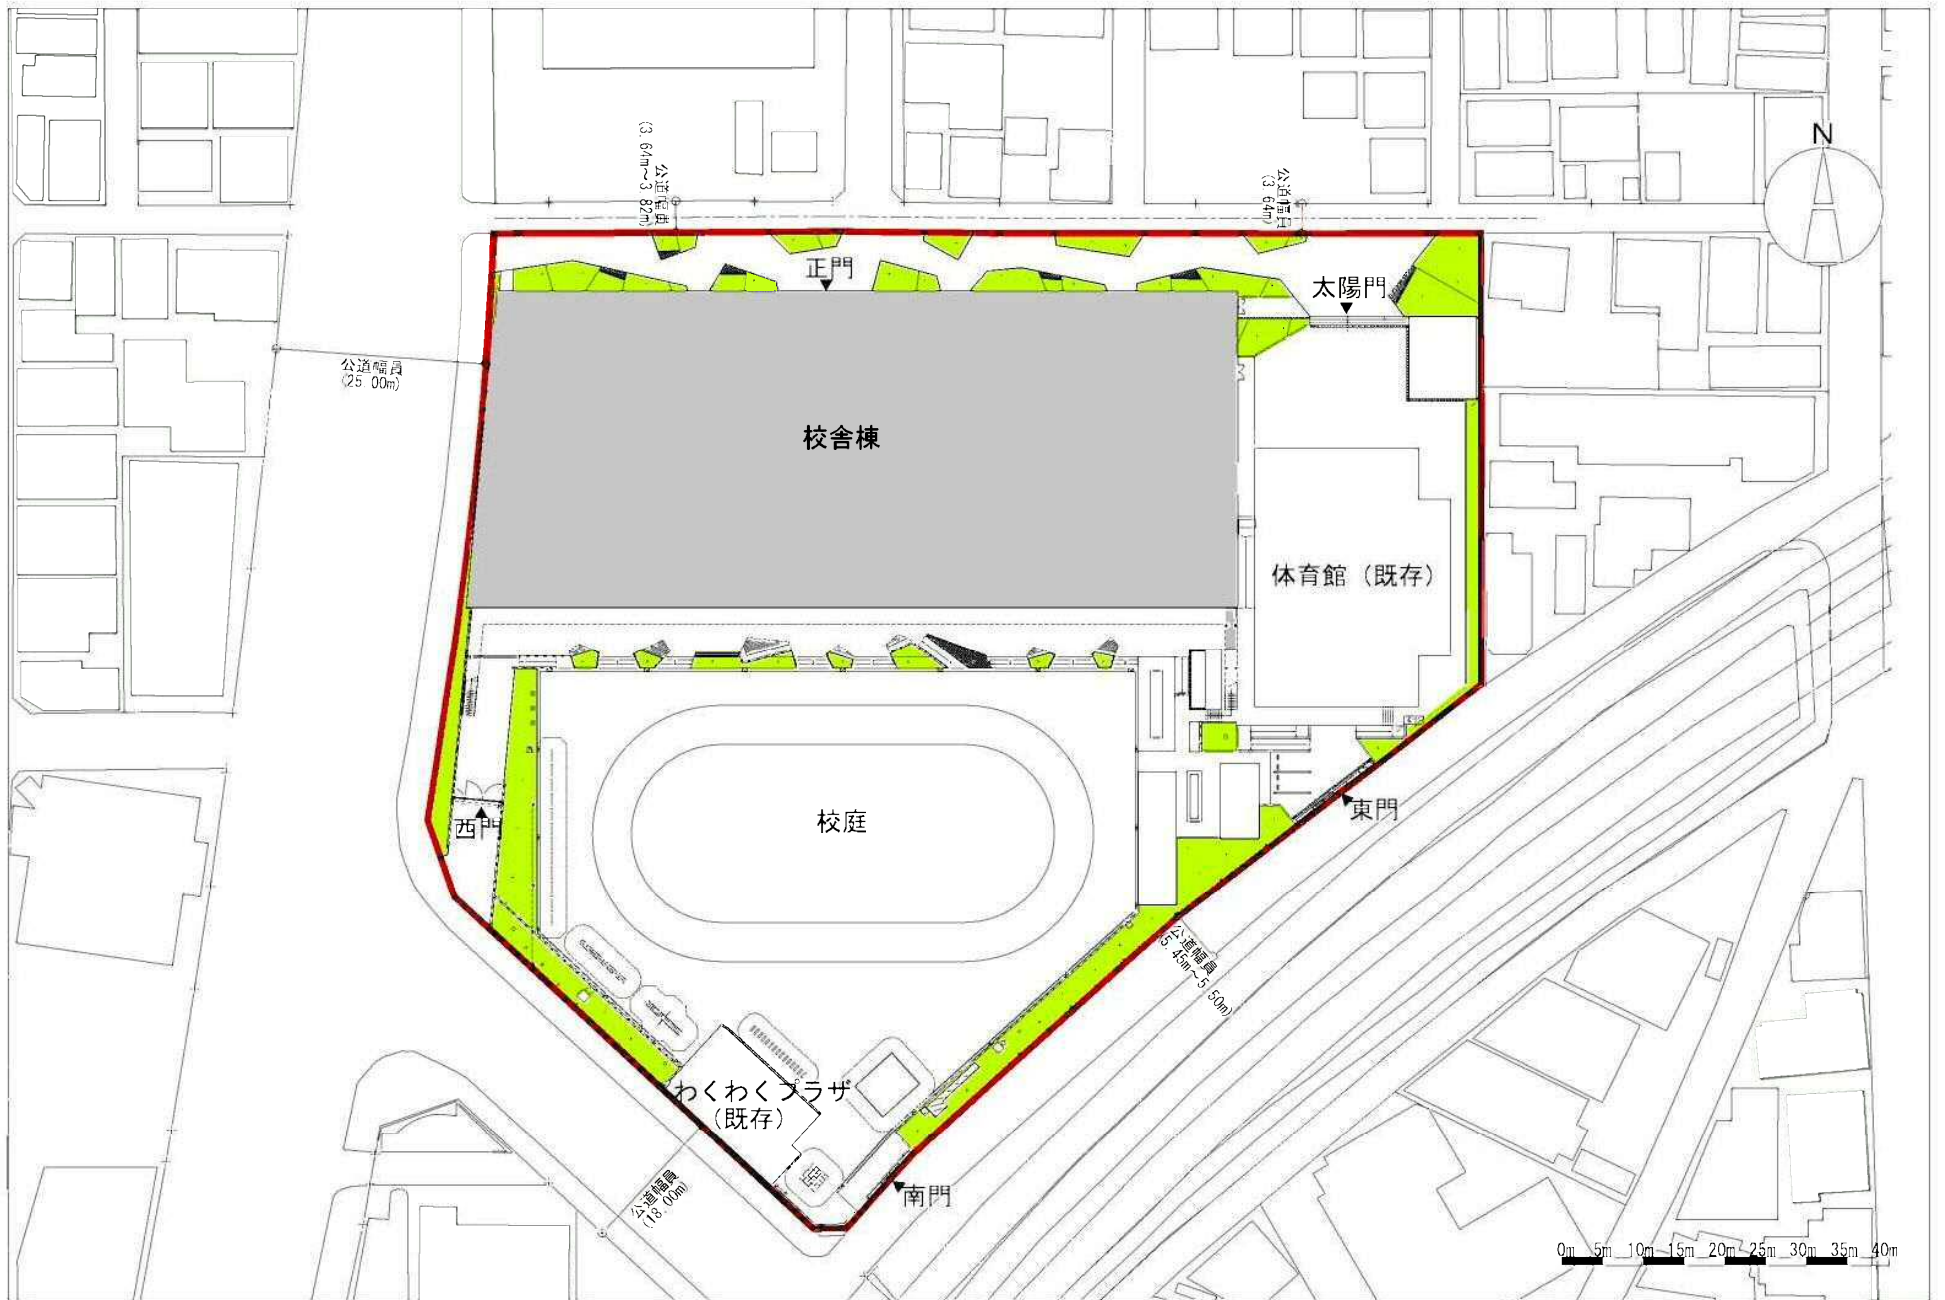 公道幅員
(3.64m~3.82m)
公道幅員
(3.64m)
N
正門
太陽門
公道幅員
(25.00m)
校舎棟
体育館（既存）
校庭
西門
東門
公道幅員
(5.45m~5.50m)
わくわくプラザ
（既存）
公道幅員
(18.00m)
南門
0m 5m 10m 15m 20m 25m 30m 35m 40m